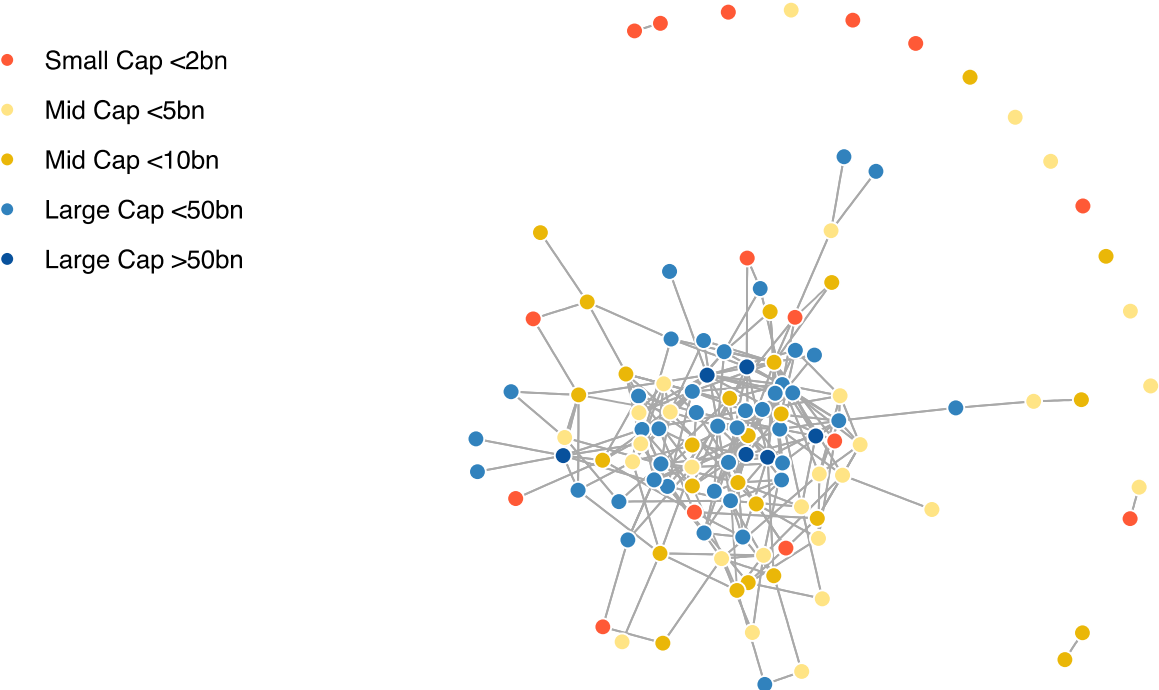 Small Cap <2bn
Mid Cap <5bn
Mid Cap <10bn
Large Cap <50bn
Large Cap >50bn